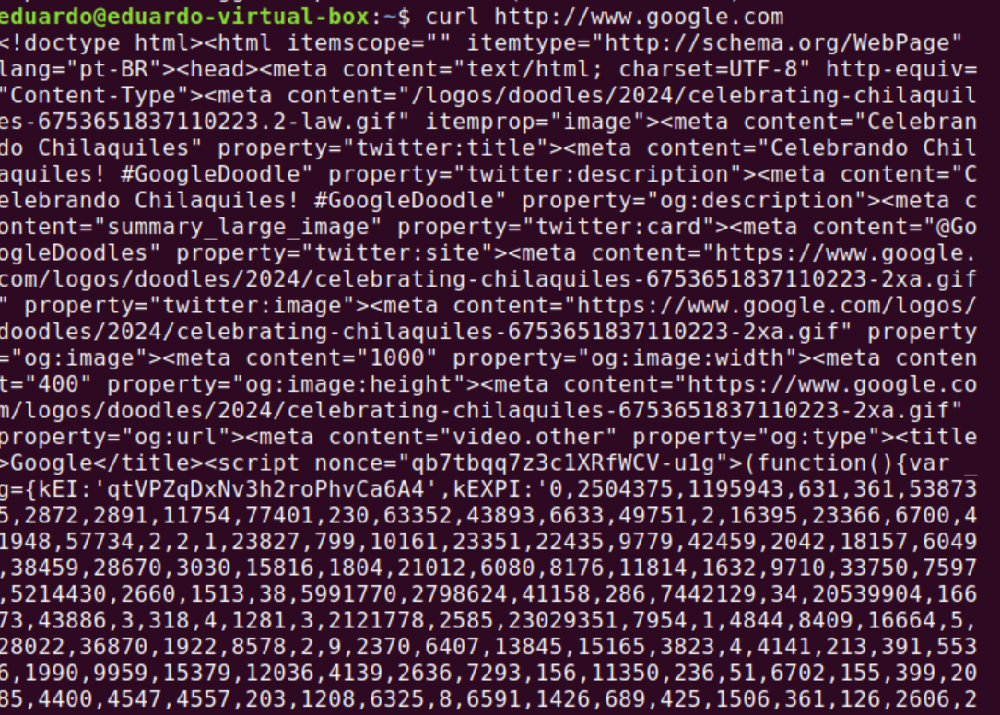 eduardo@eduardo-virtual-box:~$ curl http://www.google.com
<!doctype html><html itemscope="" itemtype="http://schema.org/WebPage"
lang="pt-BR"><head><meta content="text/html; charset=UTF-8" http-equiv=
"Content-Type"><meta content="/logos/doodles/2024/celebrating-chilaquil
es-6753651837110223.2-law.gif" itemprop="image"><meta content="Celebran
do Chilaquiles" property="twitter:title"><meta content="Celebrando Chil
aquiles! #GoogleDoodle" property="twitter:description"><meta content="C
elebrando Chilaquiles! #GoogleDoodle" property="og:description"><meta c
ontent="summary_large_image" property="twitter:card"><meta content="@Go
ogleDoodles" property="twitter:site"><meta content="https://www.google.
com/logos/doodles/2024/celebrating-chilaquiles-6753651837110223-2xa.gif
" property="twitter:image"><meta content="https://www.google.com/logos/
doodles/2024/celebrating-chilaquiles-6753651837110223-2xa.gif" property
="og:image"><meta content="1000" property="og:image:width"><meta conten
t="400" property="og:image:height"><meta content="https://www.google.co
m/logos/doodles/2024/celebrating-chilaquiles-6753651837110223-2xa.gif"
property="og:url"><meta content="video.other" property="og:type"><title
>Google</title><script nonce="qb7tbqq7z3c1XRfWCV-u1g">(function(){var _
g={kEI:'qtVPZqDxNv3h2roPhvCa6A4',kEXPI:'0,2504375,1195943,631,361,53873
5,2872,2891,11754,77401,230,63352,43893,6633,49751,2,16395,23366,6700,4
1948,57734,2,2,1,23827,799,10161,23351,22435,9779,42459,2042,18157,6049
,38459,28670,3030,15816,1804,21012,6080,8176,11814,1632,9710,33750,7597
,5214430,2660,1513,38,5991770,2798624,41158,286,7442129,34,20539904,166
73,43886,3,318,4,1281,3,2121778,2585,23029351,7954,1,4844,8409,16664,5,
28022,36870,1922,8578,2,9,2370,6407,13845,15165,3823,4,4141,213,391,553
6,1990,9959,15379,12036,4139,2636,7293,156,11350,236,51,6702,155,399,20
85,4400,4547,4557,203,1208,6325,8,6591,1426,689,425,1506,361,126,2606,2